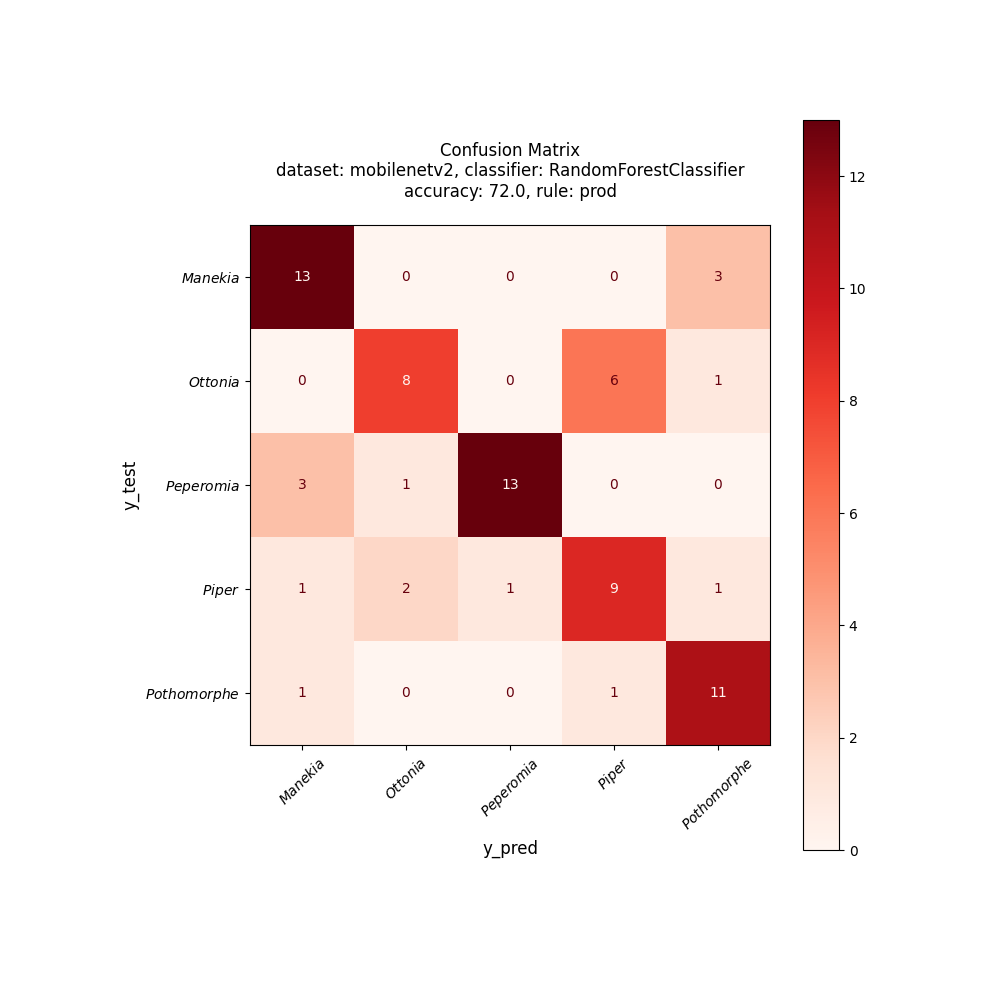 Confusion Matrix
dataset: mobilenetv2, classifier: RandomForestClassifier
accuracy: 72.0, rule: prod
Manekia 13 0 0 0 3
Ottonia 0 8 0 6 1
Peperomia 3 1 13 0 0
Piper 1 2 1 9 1
Pothomorphe 1 0 0 1 11
Manekia Ottonia Peperomia Piper Pothomorphe
y_test
y_pred
12
10
8
6
4
2
0